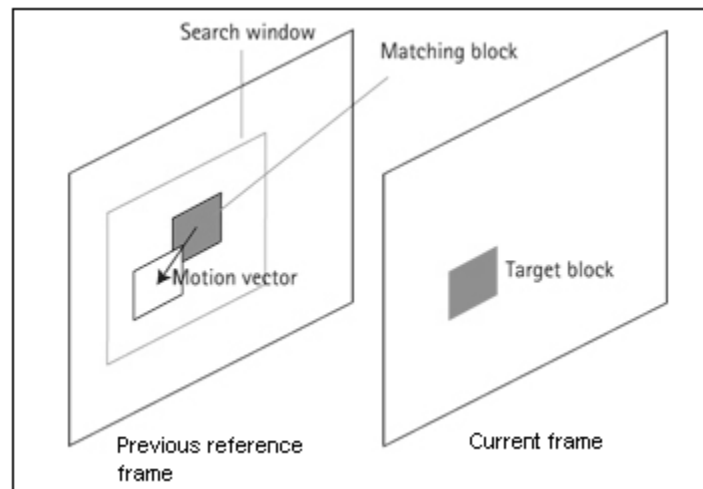 Search window
Matching block
Motion vector
Target block
Previous reference
frame
Current frame